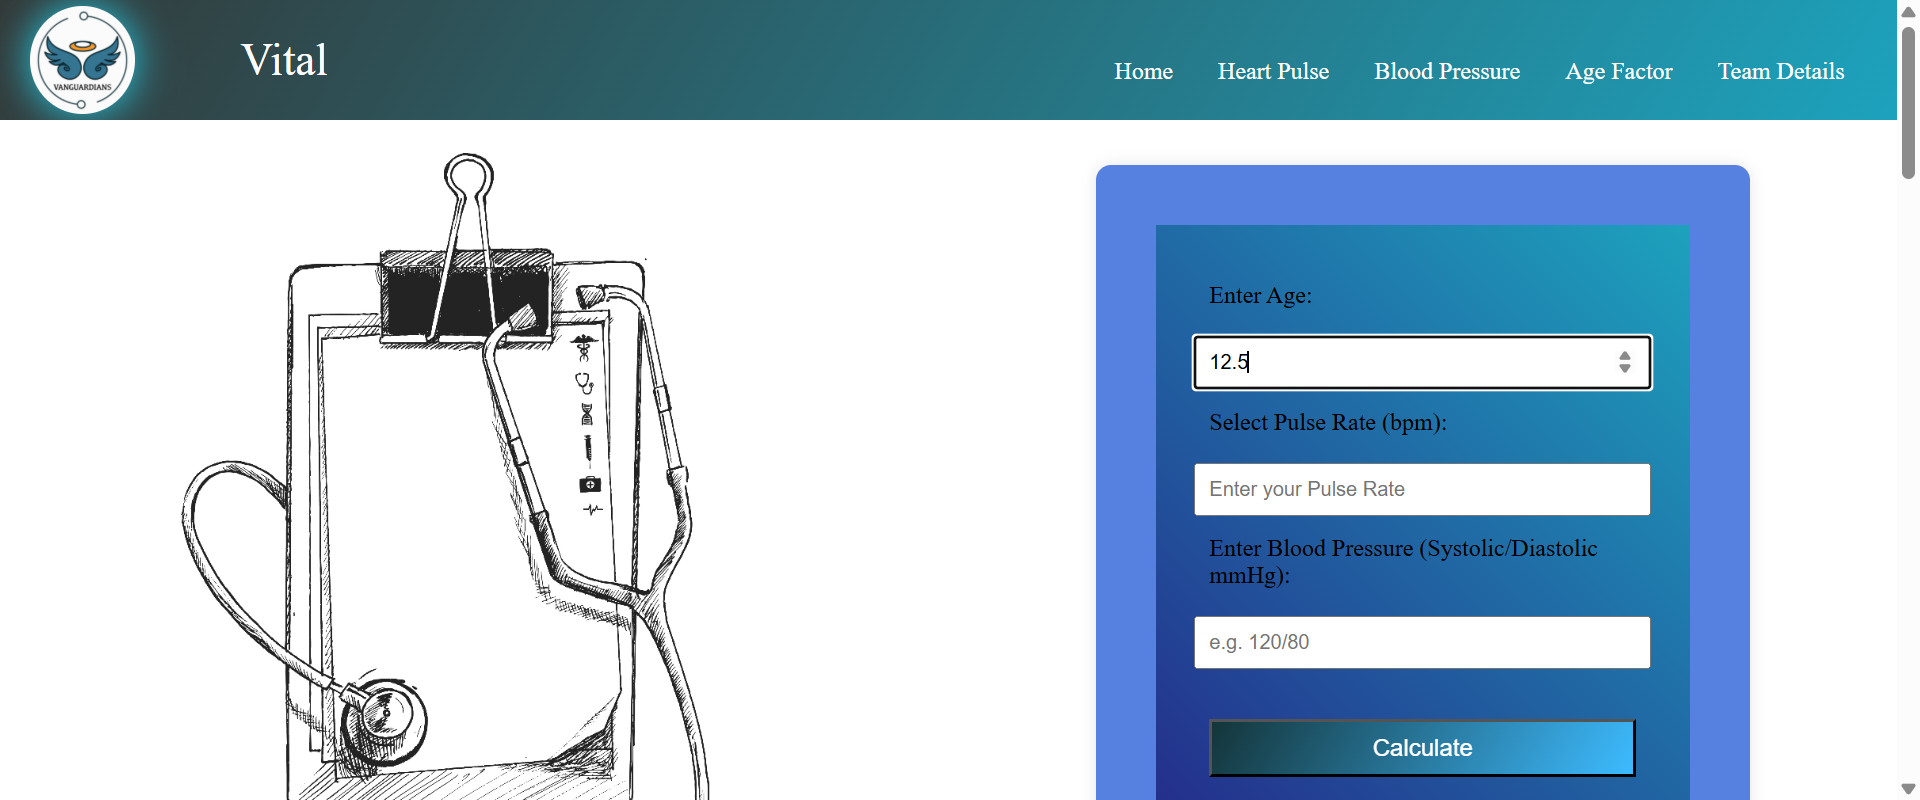 VANGUARDIANS
Vital
Home
Heart Pulse
Blood Pressure
Age Factor
Team Details
Enter Age:
12.5
Select Pulse Rate (bpm):
Enter your Pulse Rate
Enter Blood Pressure (Systolic/Diastolic
mmHg):
e.g. 120/80
Calculate